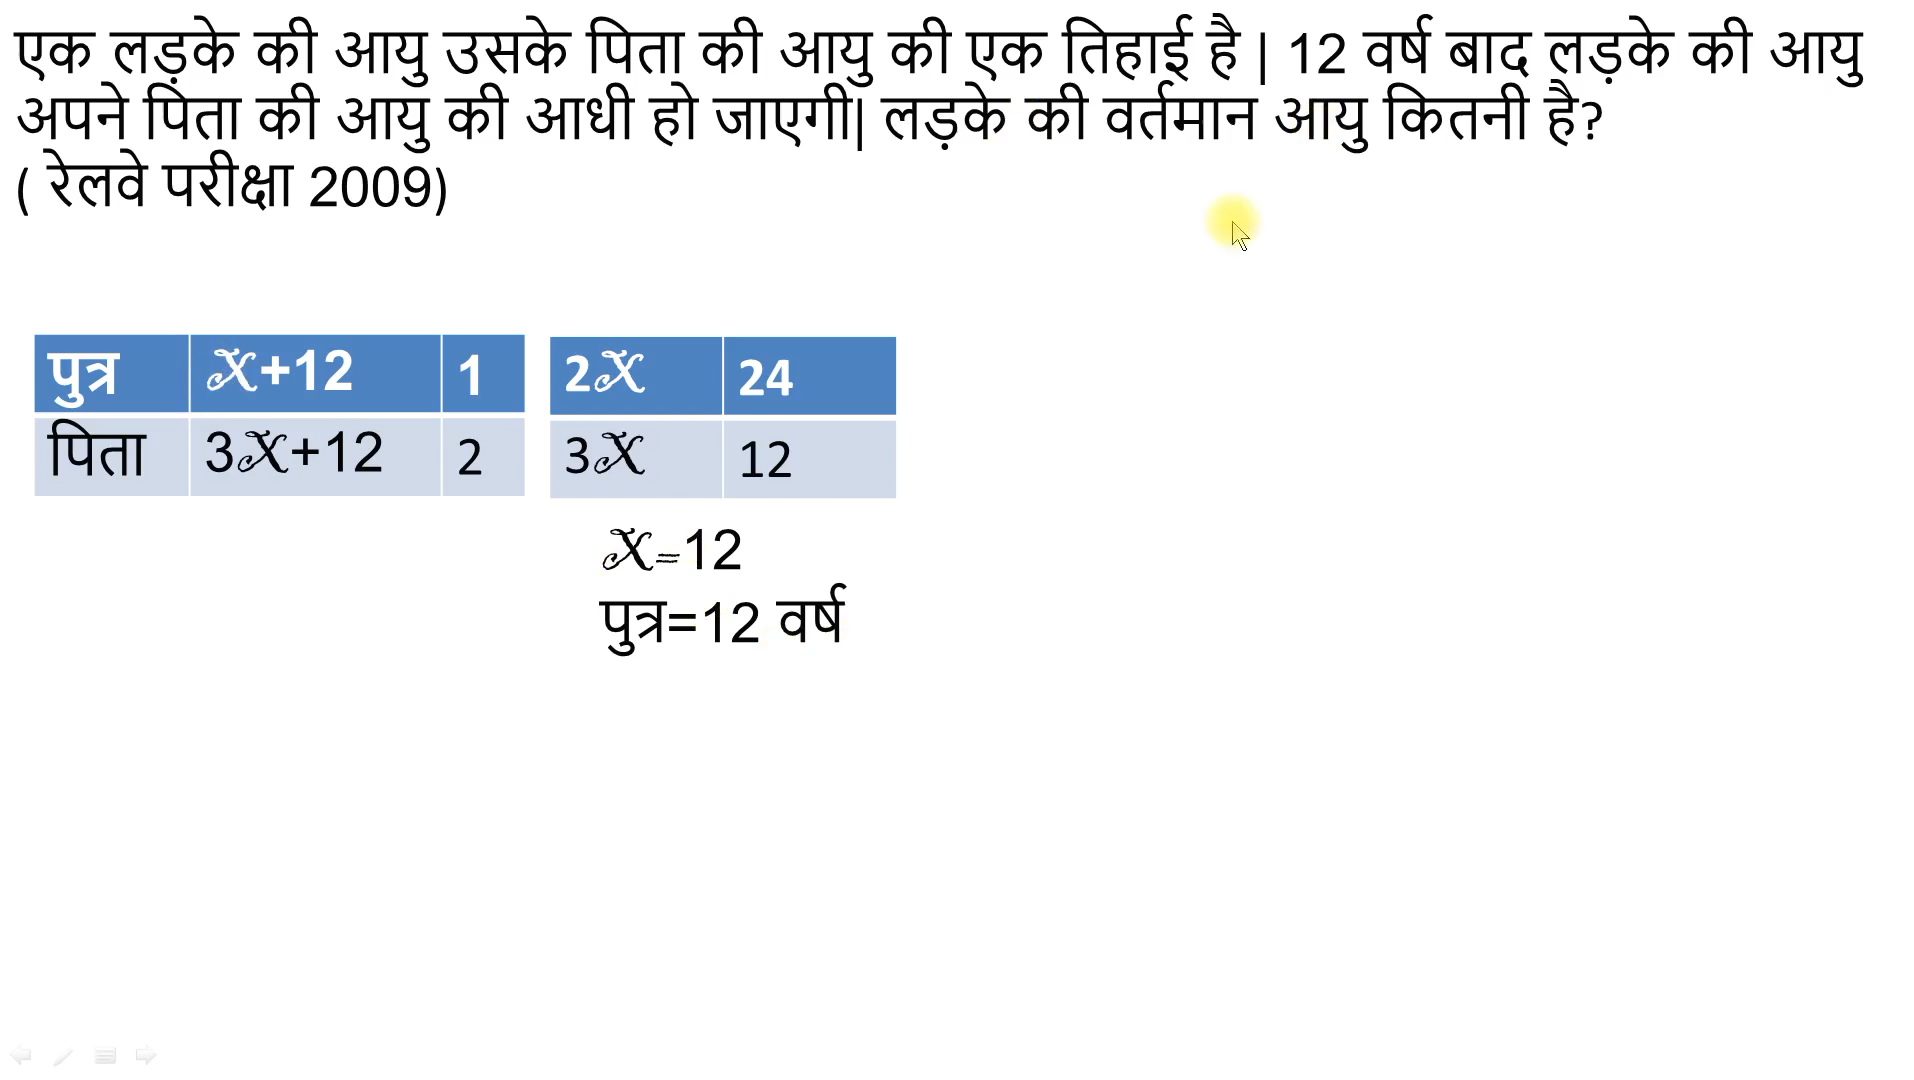 एक लड़के की आयु उसके पिता की आयु की एक तिहाई है | 12 वर्ष बाद लड़के की आयु
अपने पिता की आयु की आधी हो जाएगी| लड़के की वर्तमान आयु कितनी है?
( रेलवे परीक्षा 2009)
पुत्र x+12 1 2x 24
पिता 3x+12 2 3x 12
x=12
पुत्र=12 वर्ष